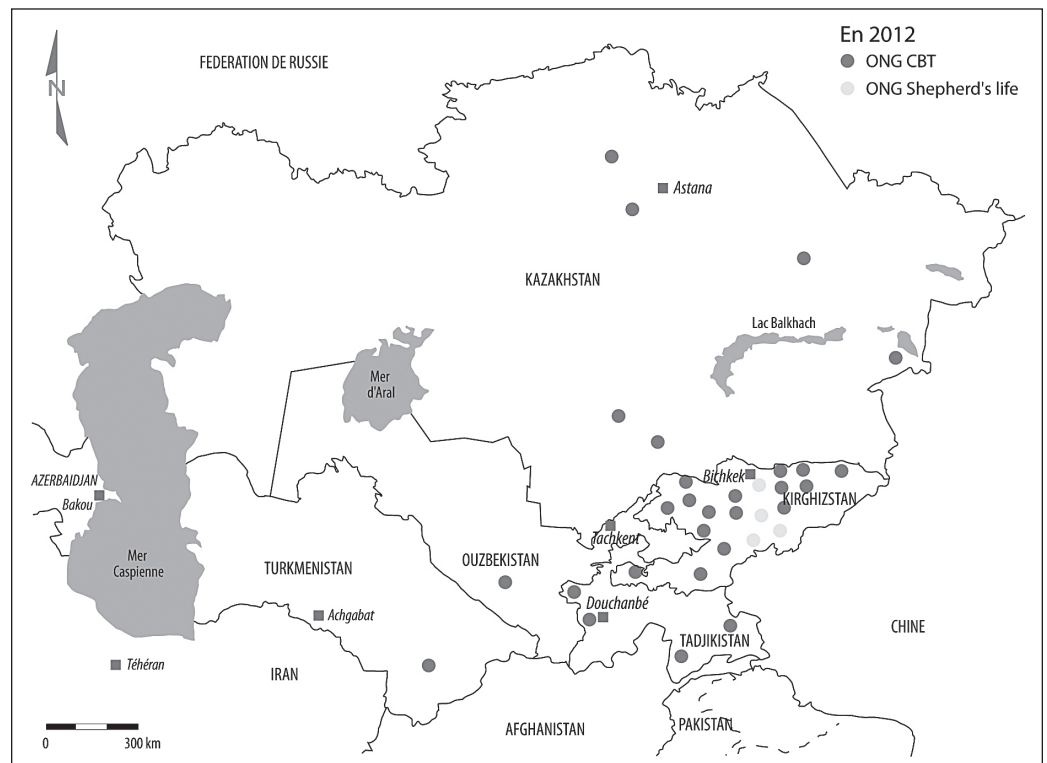 En 2012
ONG CBT
ONG Shepherd's life
N
FEDERATION DE RUSSIE
Astana
KAZAKHSTAN
Lac Balkhach
Mer
d'Aral
AZERBAIDJAN
Bakou
Bichkek
KIRGHIZSTAN
Tachkent
Mer
Caspienne
TURKMENISTAN
OUZBEKISTAN
Douchanbé
Achgabat
TADJIKISTAN
CHINE
Téhéran
IRAN
AFGHANISTAN
PAKISTAN
0 300 km